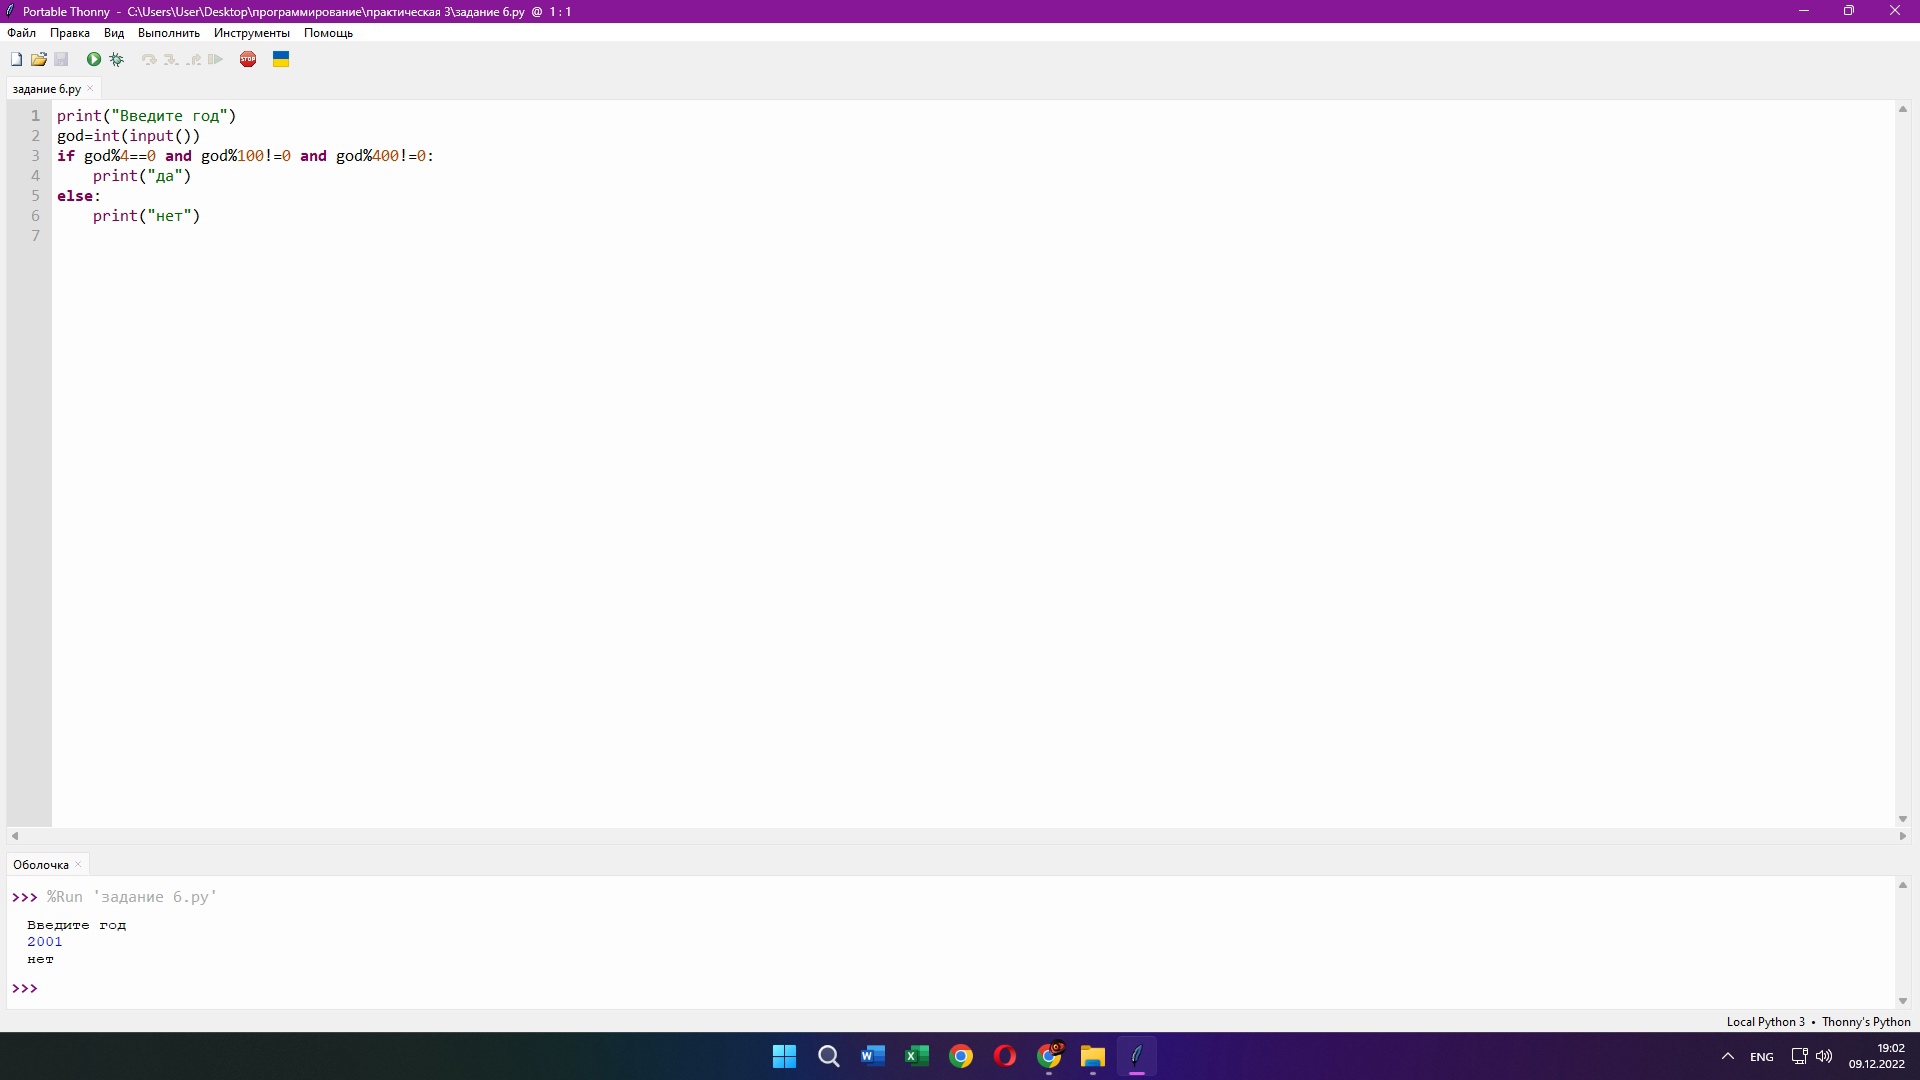 Portable Thonny - C:\Users\User\Desktop\программирование\практическая 3\задание 6.py @ 1 : 1
Файл Правка Вид Выполнить Инструменты Помощь
STOP
задание 6.py ×
1 print("Введите год")
2 god=int(input())
3 if god%4==0 and god%100!=0 and god%400!=0:
4     print("да")
5 else:
6     print("нет")
7
Оболочка ×
>>> %Run 'задание 6.py'
Введите год
2001
нет
>>>
Local Python 3 • Thonny's Python
ENG
19:02
09.12.2022